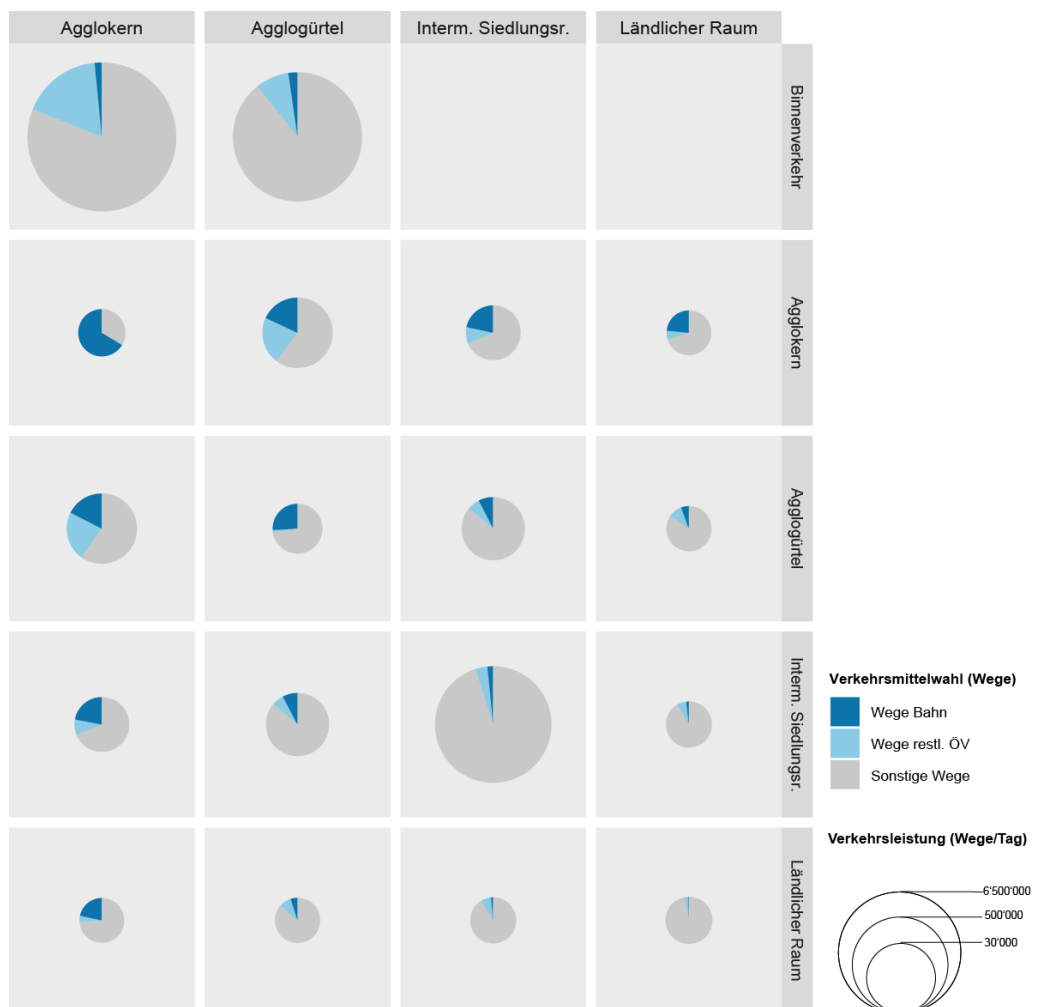 Agglokern
Agglogürtel
Interm. Siedlungsr.
Ländlicher Raum
Binnenverkehr
Agglokern
Agglogürtel
Interm. Siedlungsr.
Ländlicher Raum
Verkehrsmittelwahl (Wege)
Wege Bahn
Wege restl. ÖV
Sonstige Wege
Verkehrsleistung (Wege/Tag)
6'500'000
500'000
30'000